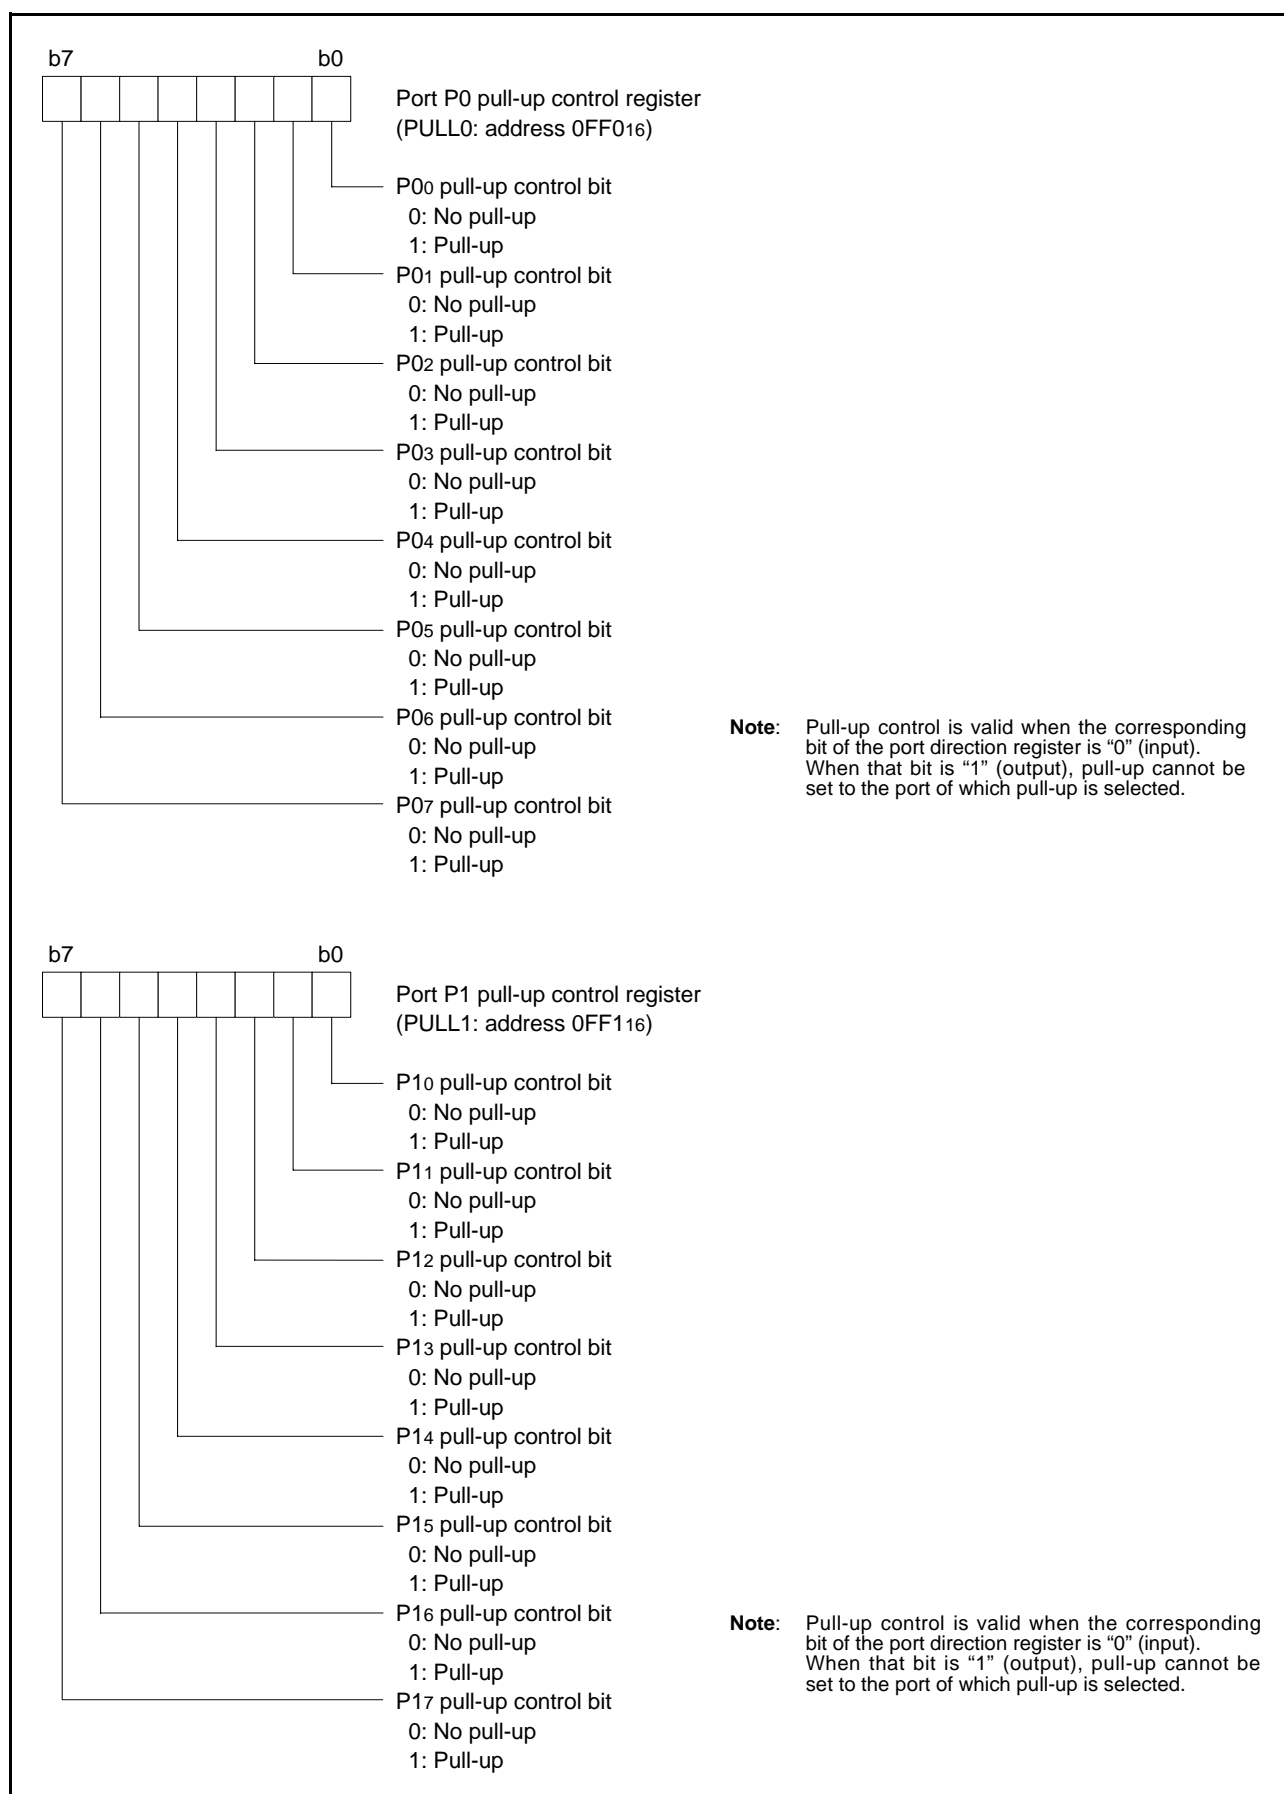 b7 b0
Port P0 pull-up control register
(PULL0: address 0FF016)
P00 pull-up control bit
0: No pull-up
1: Pull-up
P01 pull-up control bit
0: No pull-up
1: Pull-up
P02 pull-up control bit
0: No pull-up
1: Pull-up
P03 pull-up control bit
0: No pull-up
1: Pull-up
P04 pull-up control bit
0: No pull-up
1: Pull-up
P05 pull-up control bit
0: No pull-up
1: Pull-up
P06 pull-up control bit
0: No pull-up
1: Pull-up
P07 pull-up control bit
0: No pull-up
1: Pull-up
Note: Pull-up control is valid when the corresponding
bit of the port direction register is “0” (input).
When that bit is “1” (output), pull-up cannot be
set to the port of which pull-up is selected.
b7 b0
Port P1 pull-up control register
(PULL1: address 0FF116)
P10 pull-up control bit
0: No pull-up
1: Pull-up
P11 pull-up control bit
0: No pull-up
1: Pull-up
P12 pull-up control bit
0: No pull-up
1: Pull-up
P13 pull-up control bit
0: No pull-up
1: Pull-up
P14 pull-up control bit
0: No pull-up
1: Pull-up
P15 pull-up control bit
0: No pull-up
1: Pull-up
P16 pull-up control bit
0: No pull-up
1: Pull-up
P17 pull-up control bit
0: No pull-up
1: Pull-up
Note: Pull-up control is valid when the corresponding
bit of the port direction register is “0” (input).
When that bit is “1” (output), pull-up cannot be
set to the port of which pull-up is selected.